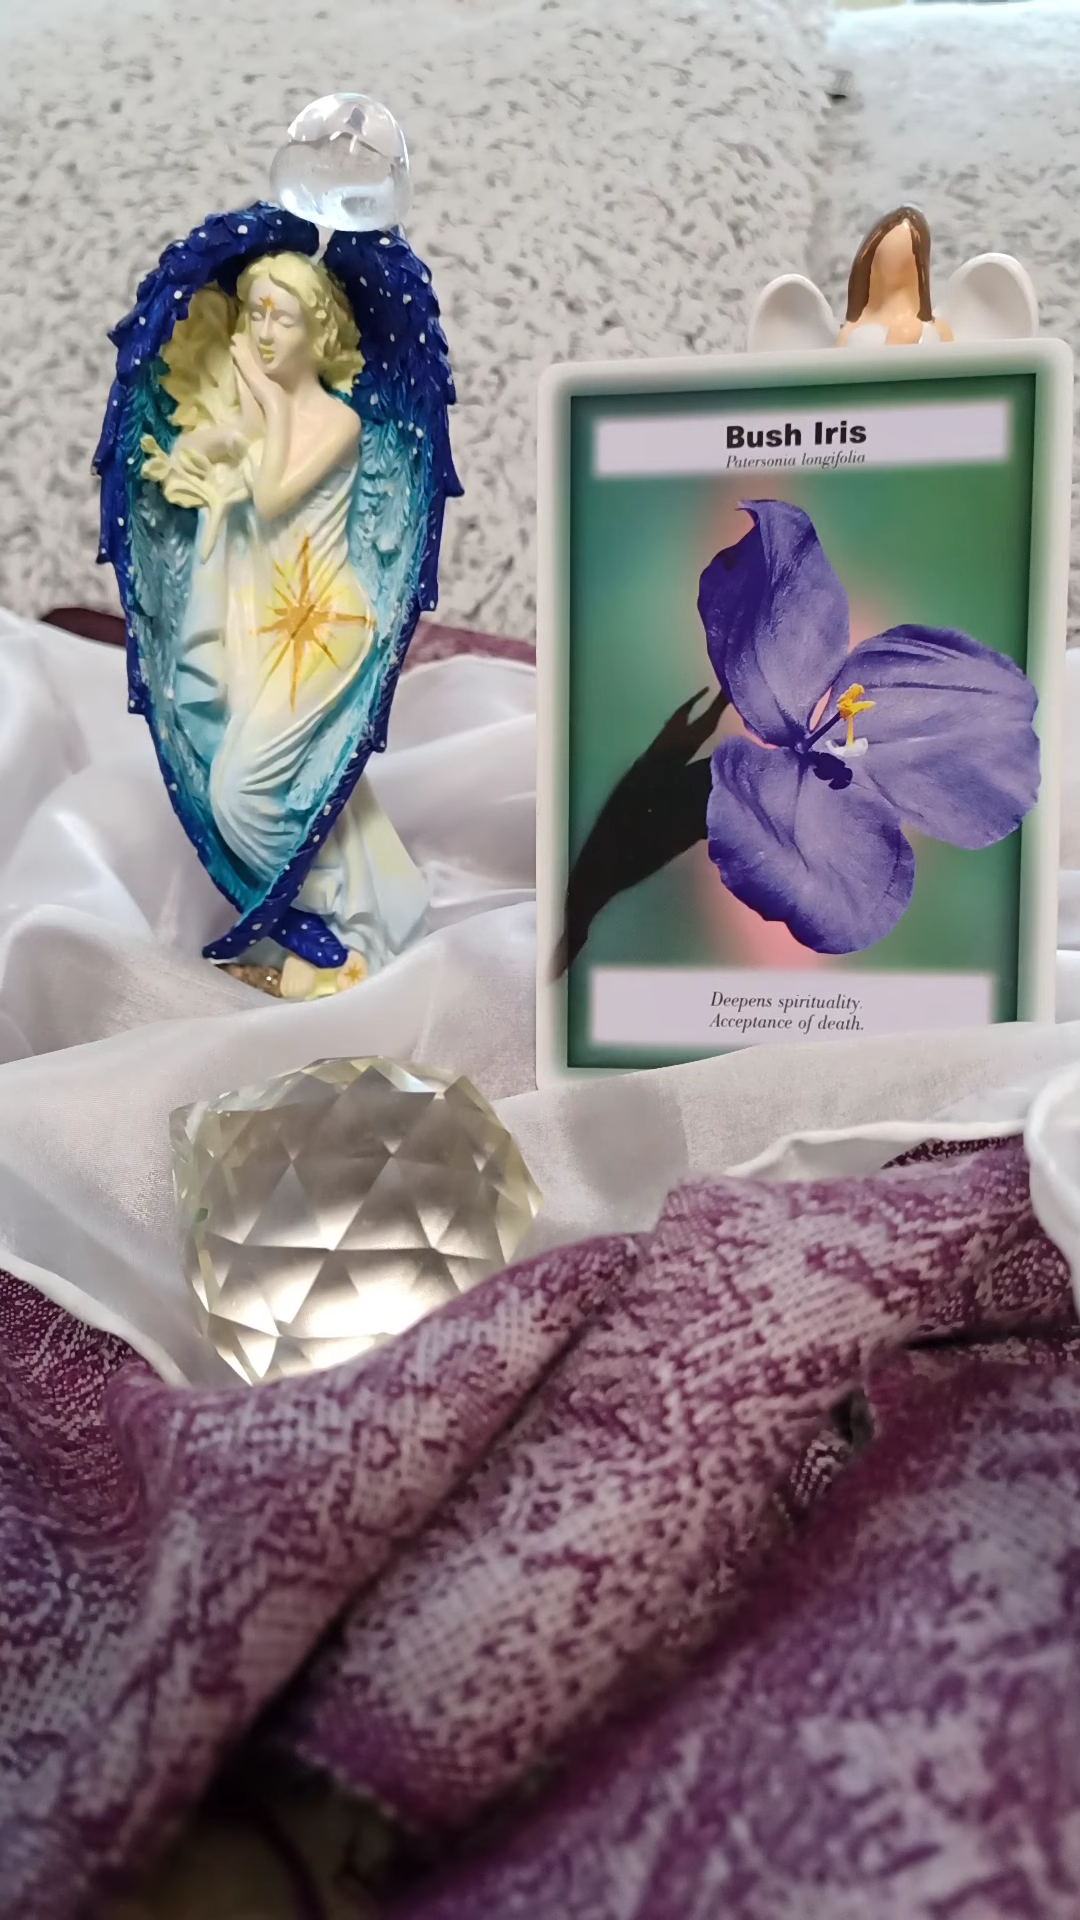 Bush Iris
Patersonia longifolia
Deepens spirituality.
Acceptance of death.